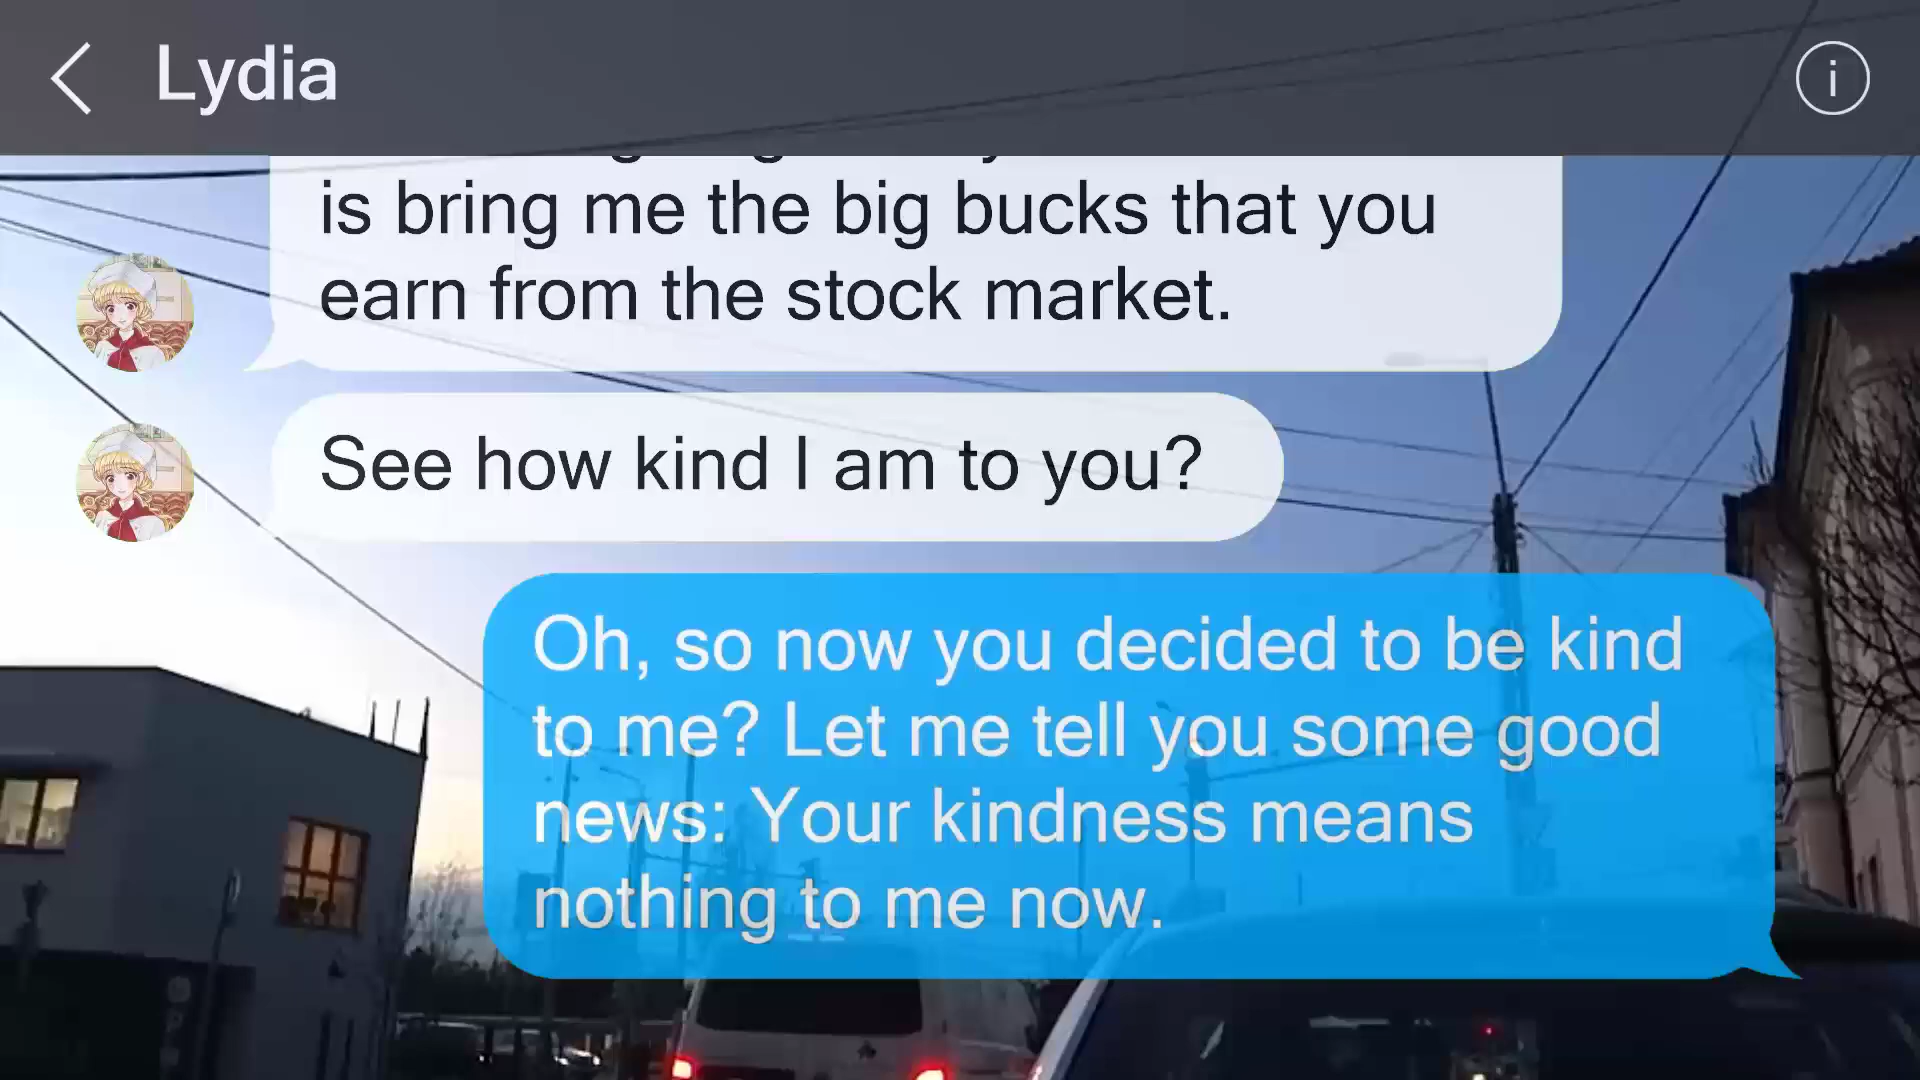 Lydia
is bring me the big bucks that you
earn from the stock market.
See how kind I am to you?
Oh, so now you decided to be kind
to me? Let me tell you some good
news: Your kindness means
nothing to me now.